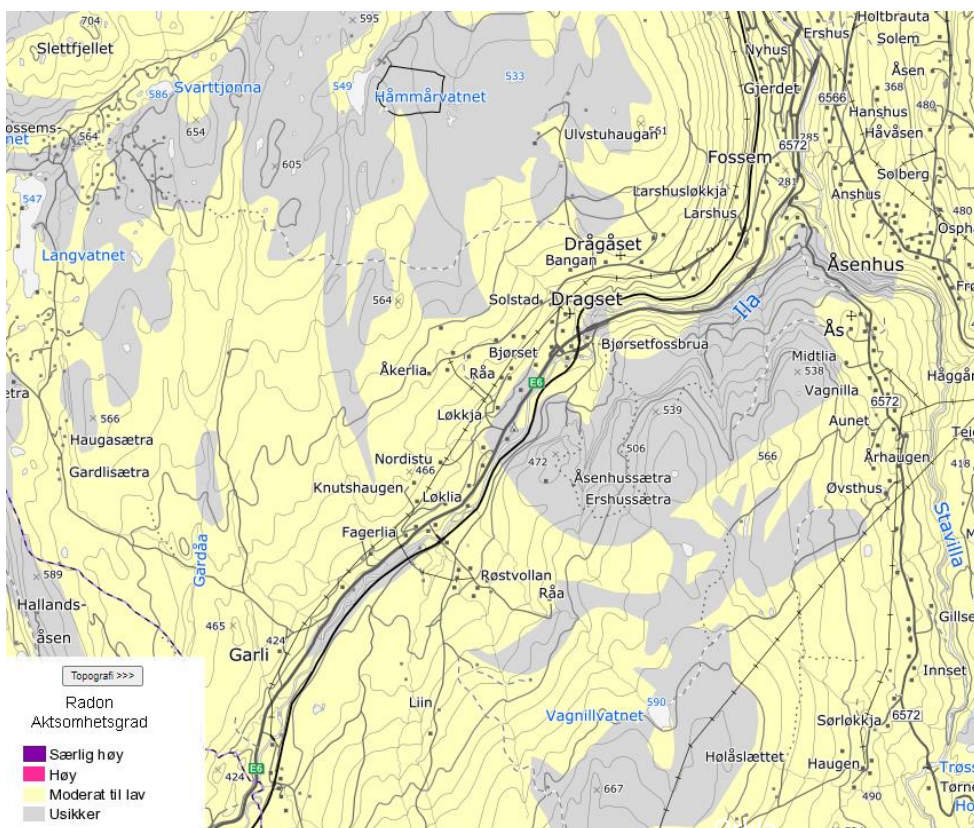 704
595
Ershus
Holtbrauta
Slettfjellet
Nyhus
Solem
Svarttjønna
549
533
Åsen
586
Håmmårvatnet
Gjerdet
6566
368
480
654
Hanshus
564
Ulvstuhaugan
561
285
Håvåsen
6572
605
Fossem
Solberg
547
Larshusløkkja
281
Anshus
Larshus
480
Langvatnet
Drågåset
Bangan
Åsenhus
564
Solstad
Dragset
Ila
Ås
Bjørset
Bjørsetfossbrua
Midtlia
Åkerlia
Råa
538
E6
Vagnilla
566
Løkkja
539
6572
Haugasætra
Aunet
Gardlisætra
Nordistu
506
472
566
Århaugen
418
466
Åsenhussætra
Knutshaugen
Løklia
Ershussætra
Øvsthus
Fagerlia
Stavilla
Gardåa
589
Røstvollan
Hallands-
åsen
Råa
465
424
Garli
Innset
Liin
590
Vagnillvatnet
Sørløkkja
6572
Hølåslættet
E6
424
Haugen
667
490
Topografi >>>
Radon
Aktsomhetsgrad
Særlig høy
Høy
Moderat til lav
Usikker